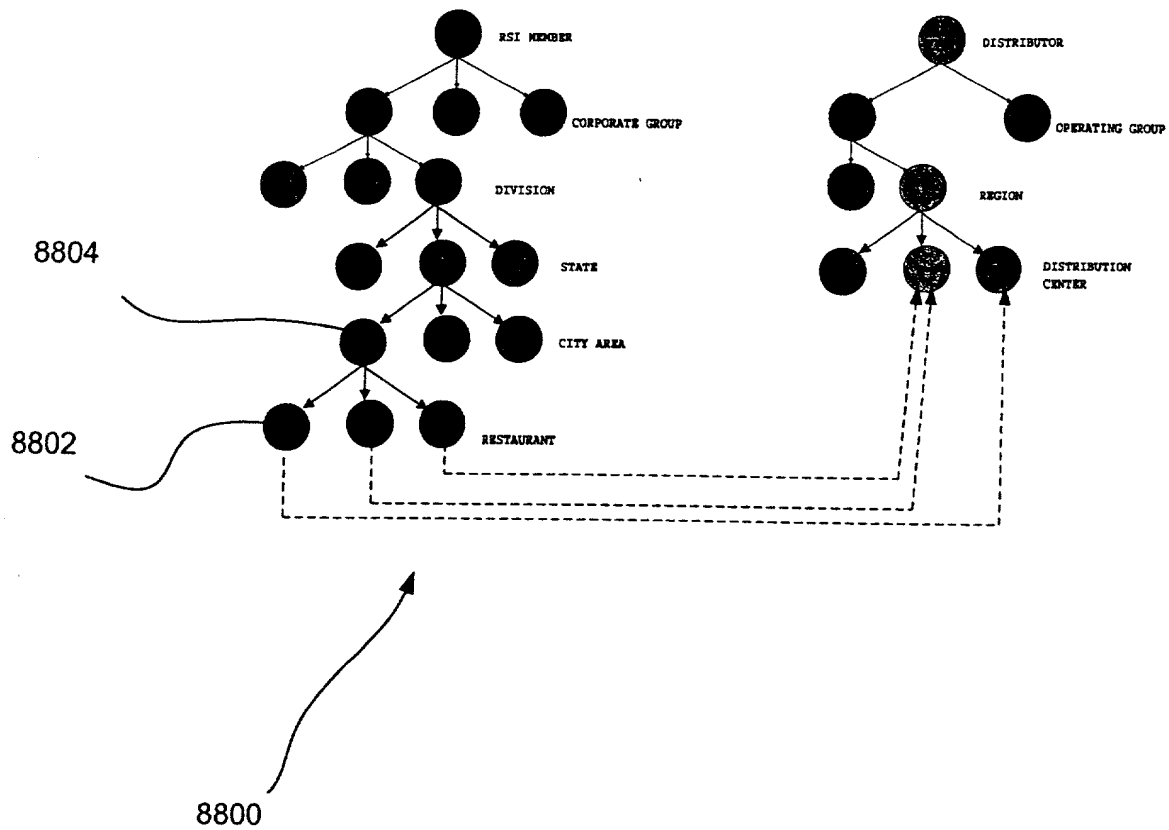 RSI MEMBER
DISTRIBUTOR
CORPORATE GROUP
OPERATING GROUP
DIVISION
REGION
8804
STATE
DISTRIBUTION
CENTER
CITY AREA
8802
RESTAURANT
8800